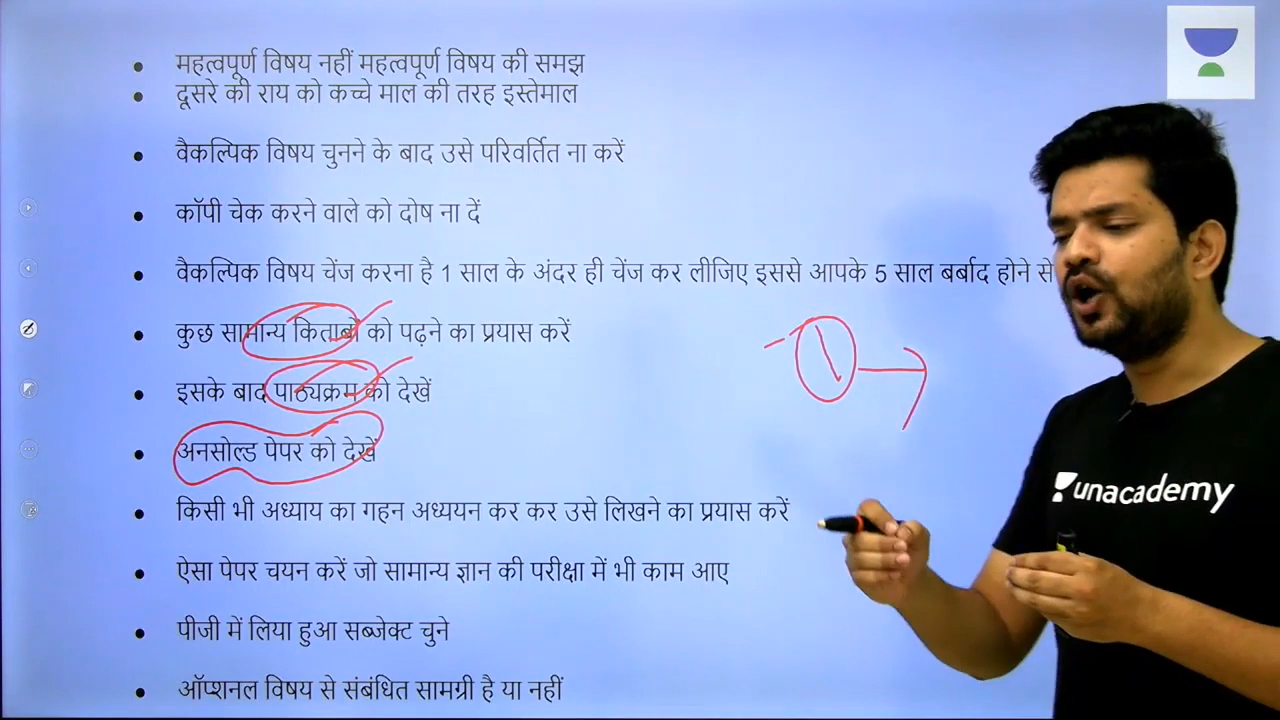 महत्वपूर्ण विषय नहीं महत्वपूर्ण विषय की समझ
दूसरे की राय को कच्चे माल की तरह इस्तेमाल
वैकल्पिक विषय चुनने के बाद उसे परिवर्तित ना करें
कॉपी चेक करने वाले को दोष ना दें
वैकल्पिक विषय चेंज करना है 1 साल के अंदर ही चेंज कर लीजिए इससे आपके 5 साल बर्बाद होने से
कुछ सामान्य किताबों को पढ़ने का प्रयास करें
इसके बाद पाठ्यक्रम को देखें
अनसोल्ड पेपर को देखें
किसी भी अध्याय का गहन अध्ययन कर कर उसे लिखने का प्रयास करें
ऐसा पेपर चयन करें जो सामान्य ज्ञान की परीक्षा में भी काम आए
पीजी में लिया हुआ सब्जेक्ट चुने
ऑप्शनल विषय से संबंधित सामग्री है या नहीं
unacademy